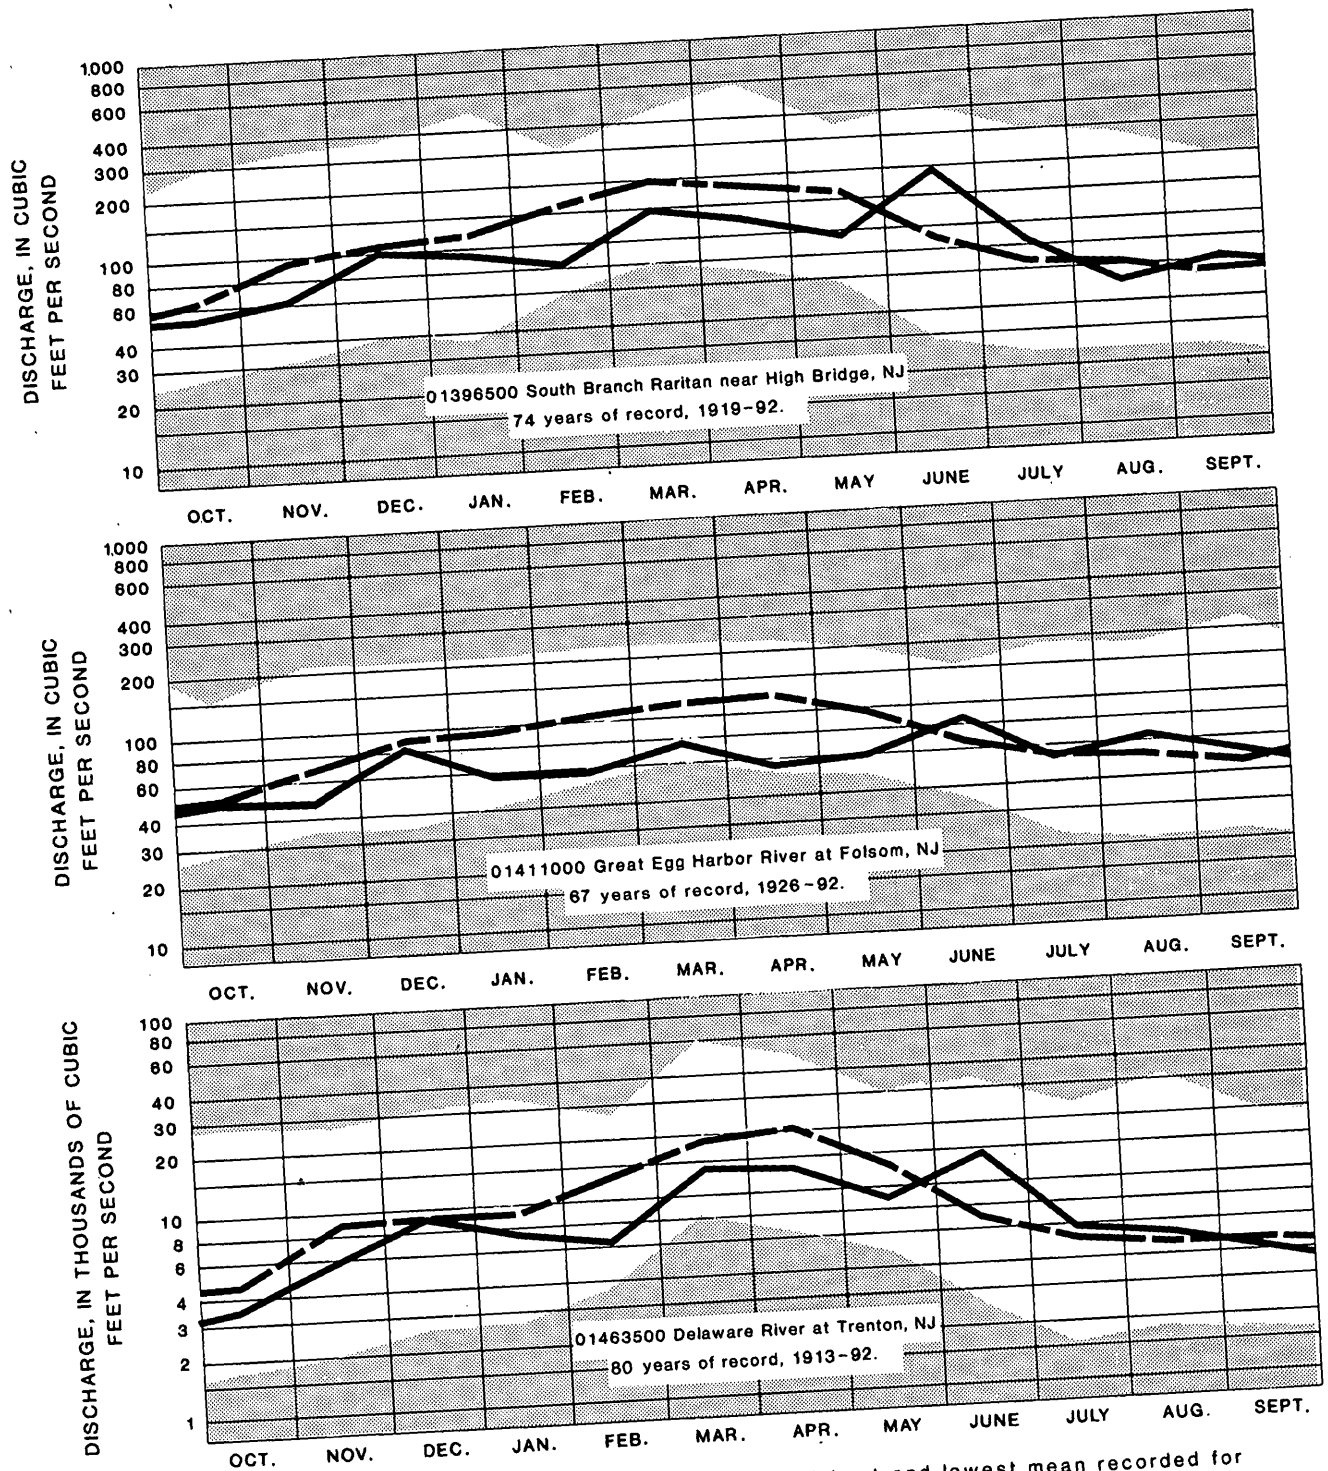 DISCHARGE, IN CUBIC
FEET PER SECOND
1,000
800
600
400
300
200
100
80
60
40
30
20
10
01396500 South Branch Raritan near High Bridge, NJ
74 years of record, 1919-92.
OCT. NOV. DEC. JAN. FEB. MAR. APR. MAY JUNE JULY AUG. SEPT.
DISCHARGE, IN CUBIC
FEET PER SECOND
1,000
800
600
400
300
200
100
80
60
40
30
20
10
01411000 Great Egg Harbor River at Folsom, NJ
67 years of record, 1926-92.
OCT. NOV. DEC. JAN. FEB. MAR. APR. MAY JUNE JULY AUG. SEPT.
DISCHARGE, IN THOUSANDS OF CUBIC
FEET PER SECOND
100
80
60
40
30
20
10
8
6
4
3
2
1
01463500 Delaware River at Trenton, NJ
80 years of record, 1913-92.
OCT. NOV. DEC. JAN. FEB. MAR. APR. MAY JUNE JULY AUG. SEPT.
and lowest mean recorded for